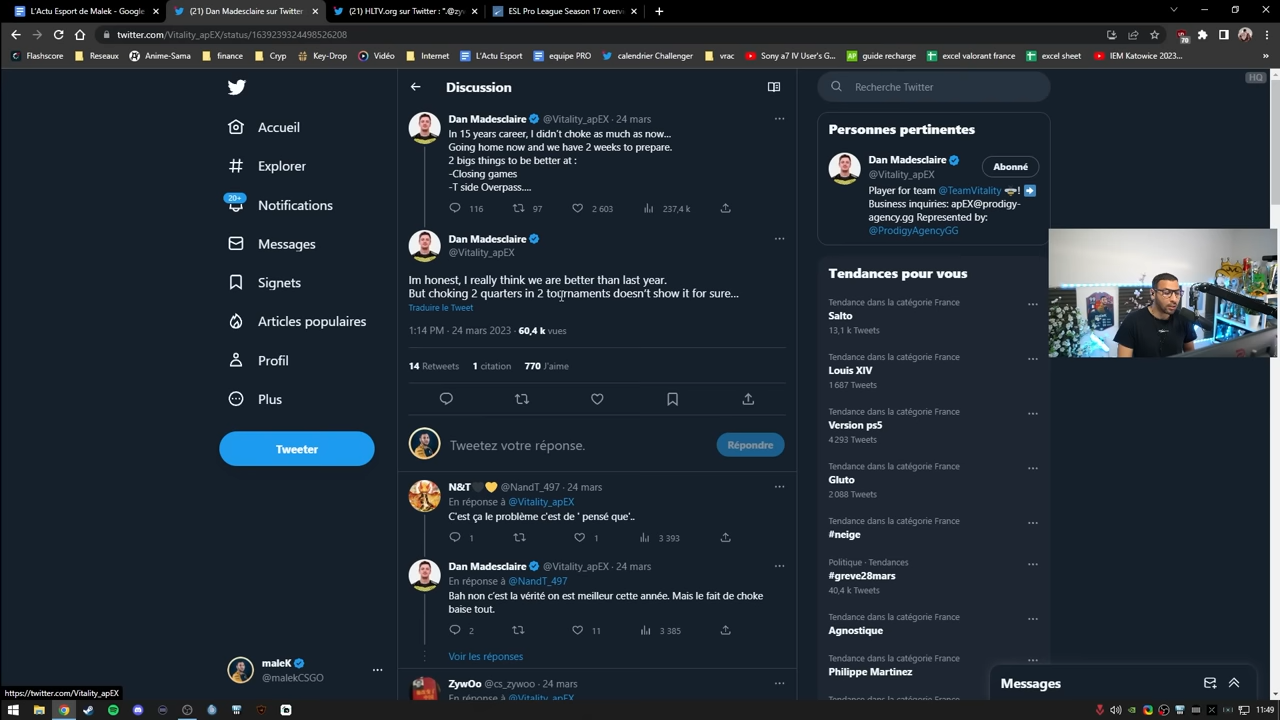 L'Actu Esport de Malek - Google
(21) Dan Madesclaire sur Twitter
(21) HLTV.org sur Twitter : ".@zyw
ESL Pro League Season 17 overvi
twitter.com/Vitality_apEX/status/1639239324498526208
Flashscore
Reseaux
Anime-Sama
finance
Cryp
Key-Drop
Vidéo
Internet
L'Actu Esport
equipe PRO
calendrier Challenger
vrac
Sony a7 IV User's G...
guide recharge
excel valorant france
excel sheet
IEM Katowice 2023...
HQ
Accueil
Explorer
20+
Notifications
Messages
Signets
Articles populaires
Profil
Plus
Tweeter
maleK
@malekCSGO
https://twitter.com/Vitality_apEX
Discussion
Dan Madesclaire @Vitality_apEX · 24 mars
In 15 years career, I didn't choke as much as now...
Going home now and we have 2 weeks to prepare.
2 bigs things to be better at :
-Closing games
-T side Overpass....
116 97 2 603 237,4 k
Dan Madesclaire
@Vitality_apEX
Im honest, I really think we are better than last year.
But choking 2 quarters in 2 tournaments doesn't show it for sure...
Traduire le Tweet
1:14 PM · 24 mars 2023 · 60,4 k vues
14 Retweets 1 citation 770 J'aime
Tweetez votre réponse.
Répondre
N&T @NandT_497 · 24 mars
En réponse à @Vitality_apEX
C'est ça le problème c'est de ' pensé que'..
1 1 3 393
Dan Madesclaire @Vitality_apEX · 24 mars
En réponse à @NandT_497
Bah non c'est la vérité on est meilleur cette année. Mais le fait de choke
baise tout.
2 11 3 385
Voir les réponses
ZywOo @cs_zywoo · 24 mars
En réponse à @Vitality_apEX
Recherche Twitter
Personnes pertinentes
Dan Madesclaire
@Vitality_apEX
Abonné
Player for team @TeamVitality !
Business inquiries: apEX@prodigy-
agency.gg Represented by:
@ProdigyAgencyGG
Tendances pour vous
Tendance dans la catégorie France
Salto
13,1 k Tweets
Tendance dans la catégorie France
Louis XIV
1 687 Tweets
Tendance dans la catégorie France
Version ps5
4 293 Tweets
Tendance dans la catégorie France
Gluto
2 088 Tweets
Tendance dans la catégorie France
#neige
Politique · Tendances
#greve28mars
40,4 k Tweets
Tendance dans la catégorie France
Agnostique
Tendance dans la catégorie France
Philippe Martinez
Tendance dans la catégorie France
Messages
11:49